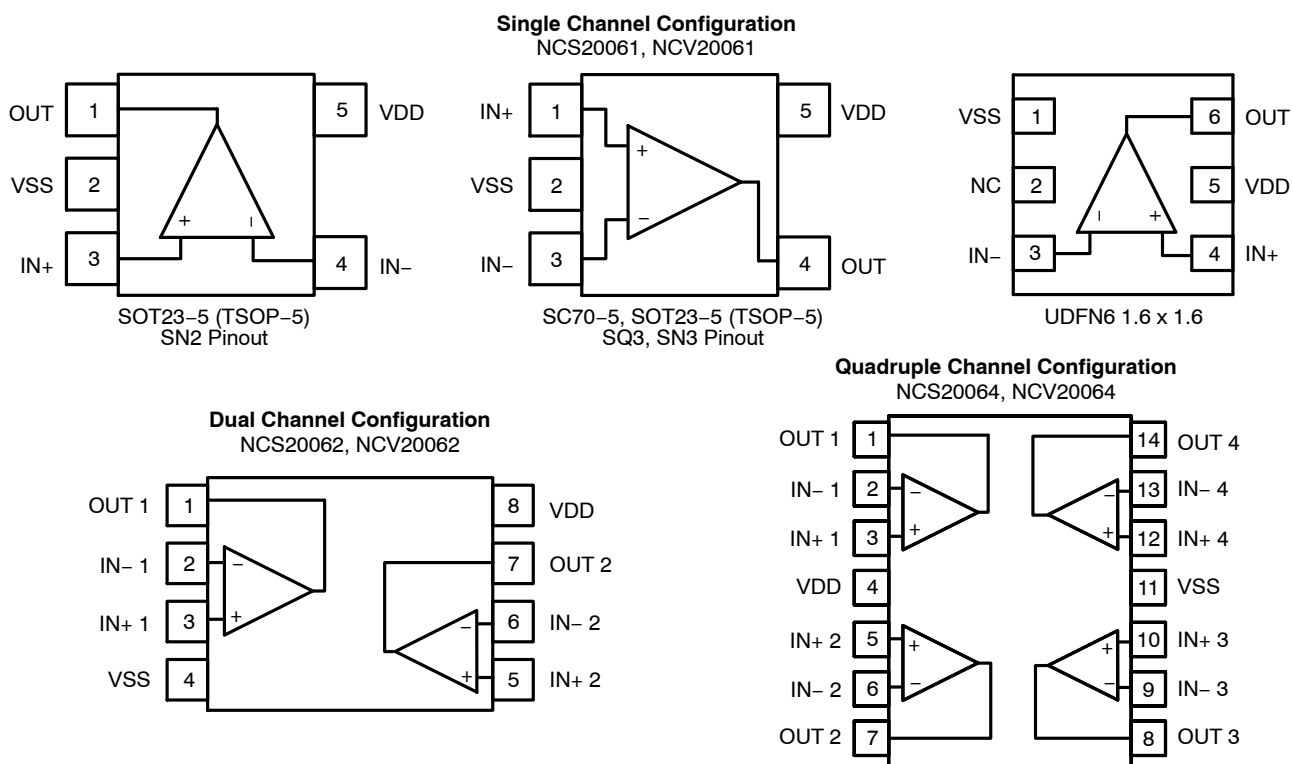 Single Channel Configuration
NCS20061, NCV20061
OUT 1
VSS 2
IN+ 3
5 VDD
4 IN−
+ −
SOT23−5 (TSOP−5)
SN2 Pinout
IN+ 1
VSS 2
IN− 3
5 VDD
4 OUT
+
−
SC70−5, SOT23−5 (TSOP−5)
SQ3, SN3 Pinout
VSS 1
NC 2
IN− 3
6 OUT
5 VDD
4 IN+
− +
UDFN6 1.6 x 1.6
Dual Channel Configuration
NCS20062, NCV20062
OUT 1 1
IN− 1 2
IN+ 1 3
VSS 4
−
+
8 VDD
7 OUT 2
6 IN− 2
5 IN+ 2
−
+
Quadruple Channel Configuration
NCS20064, NCV20064
OUT 1 1
IN− 1 2
IN+ 1 3
VDD 4
IN+ 2 5
IN− 2 6
OUT 2 7
−
+
+
−
14 OUT 4
13 IN− 4
12 IN+ 4
11 VSS
10 IN+ 3
9 IN− 3
8 OUT 3
−
+
+
−